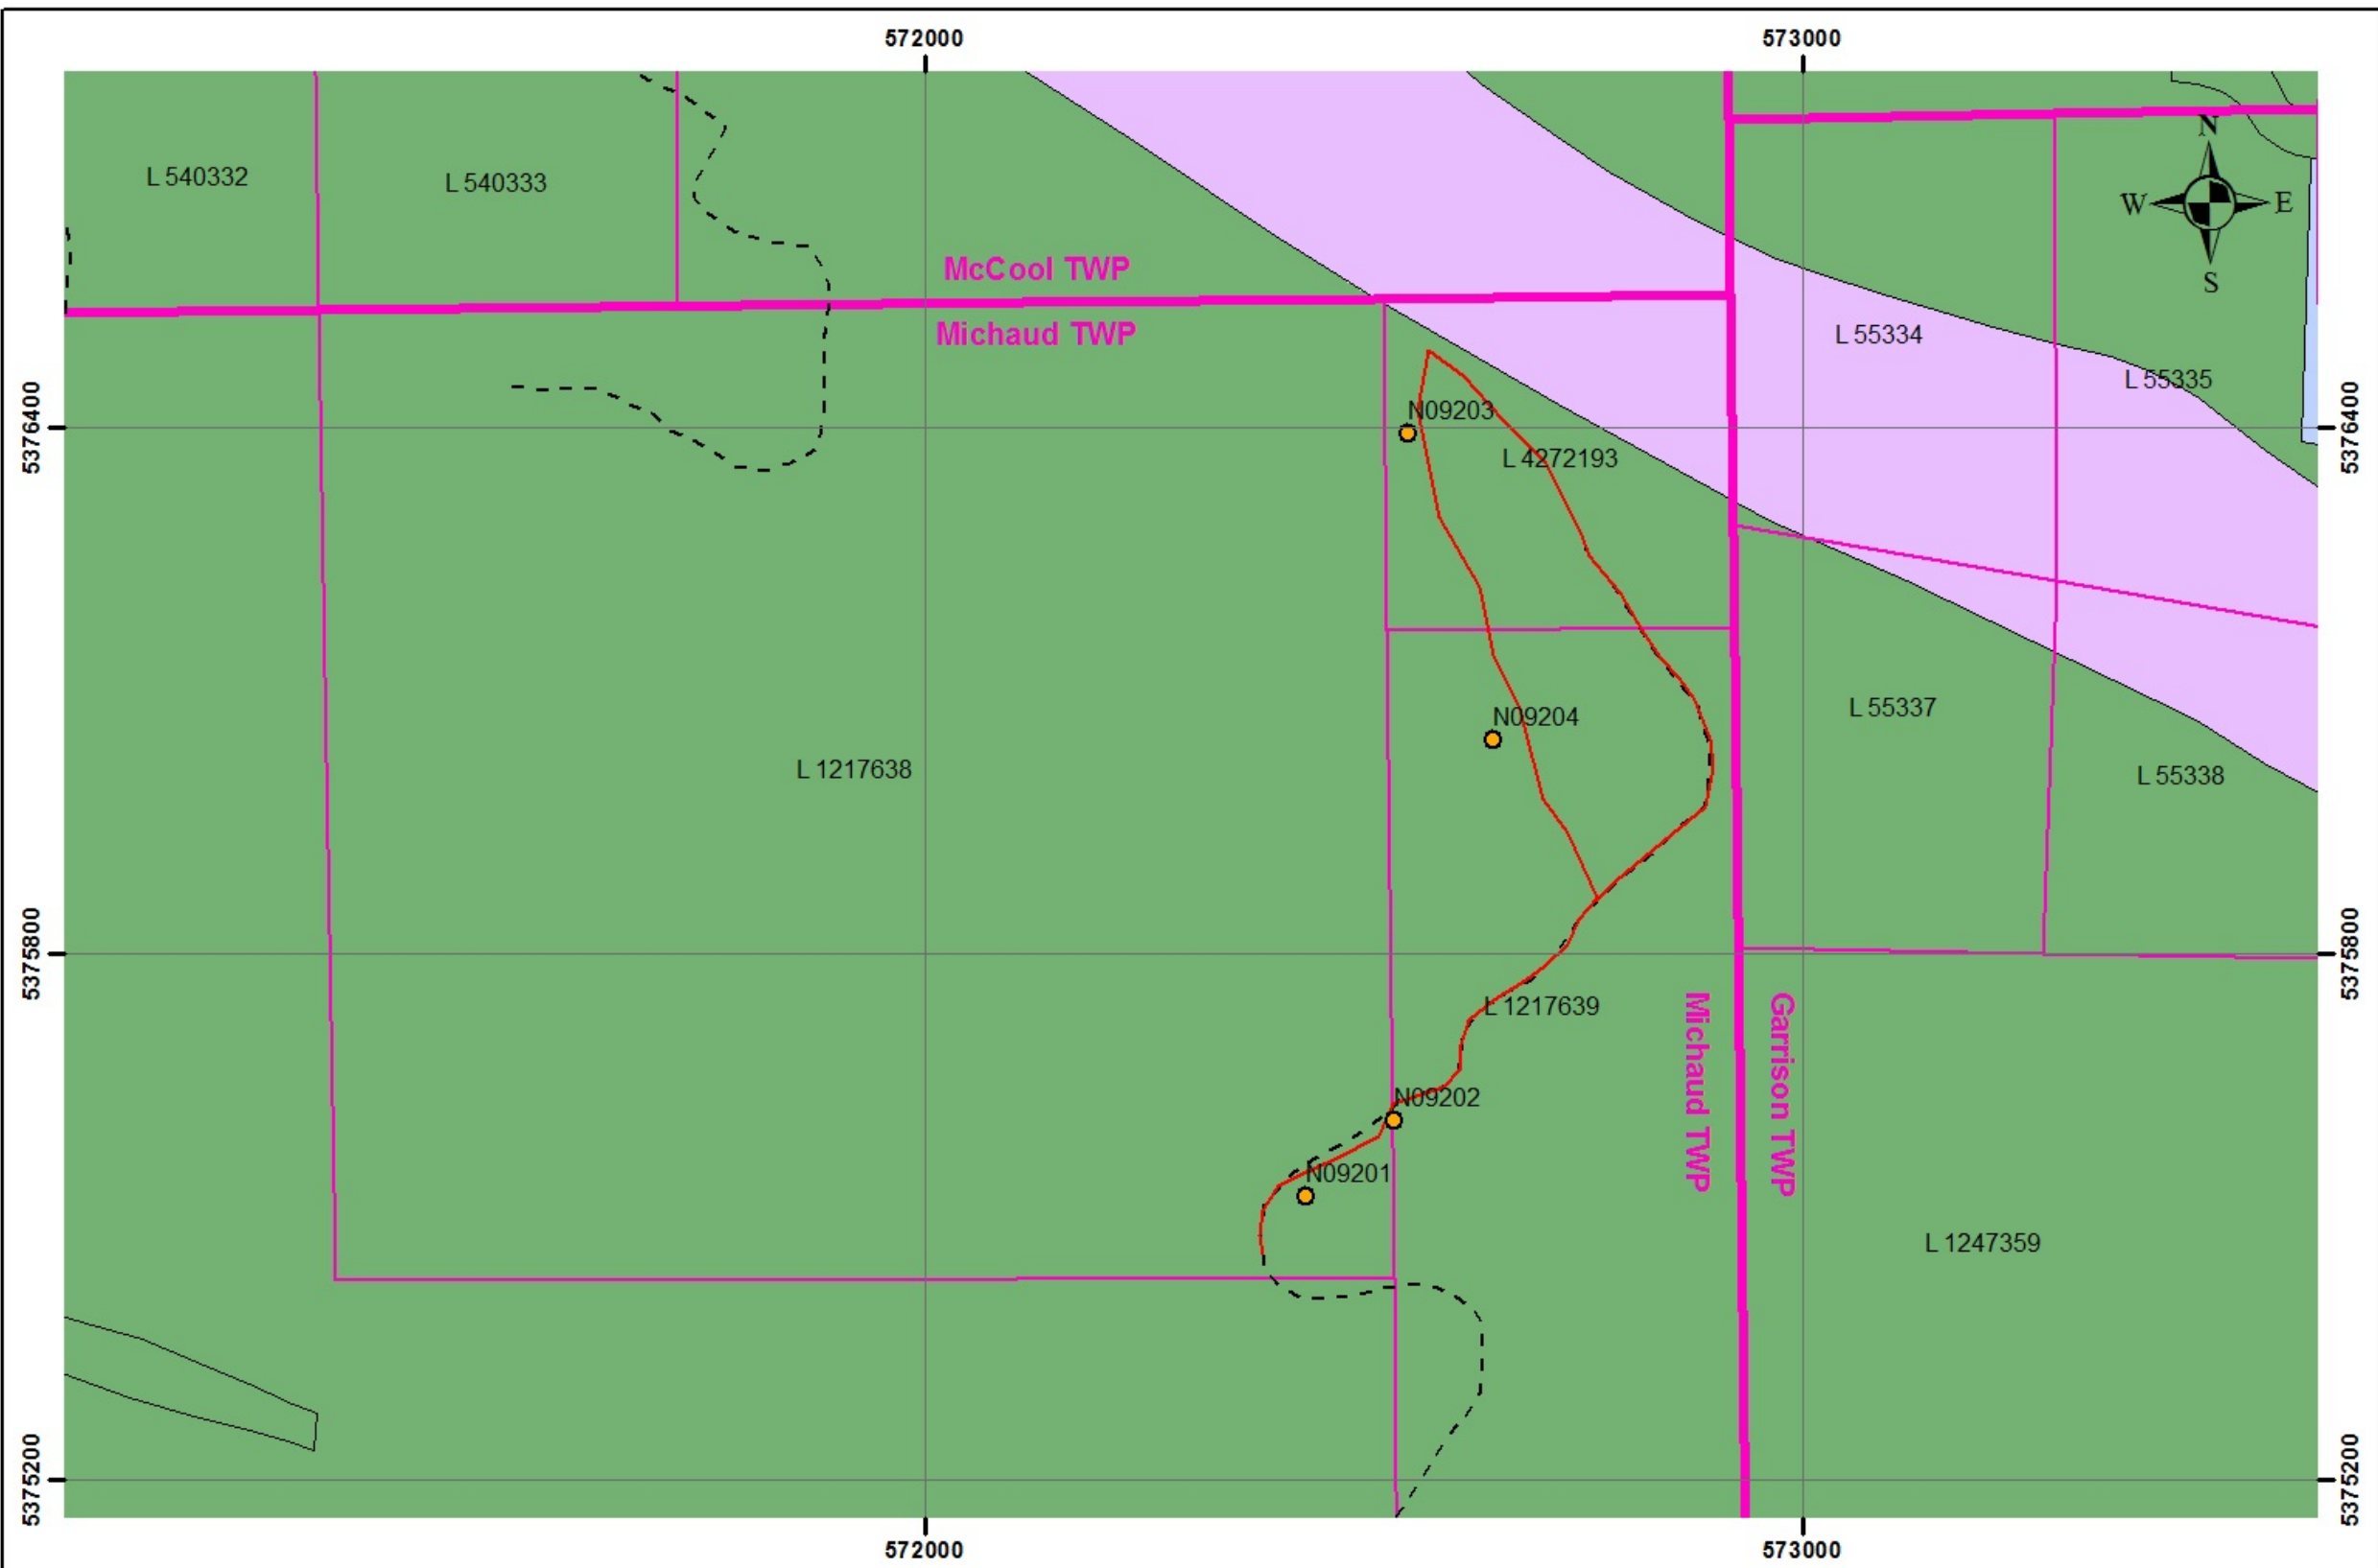 572000
573000
N
W
E
S
L 540332
L 540333
McCool TWP
Michaud TWP
L 55334
L 55335
5376400
5376400
N09203
L 4272193
N09204
L 55337
L 1217638
L 55338
5375800
5375800
L 1217639
Michaud TWP
Garrison TWP
N09202
N09201
L 1247359
5375200
5375200
572000
573000